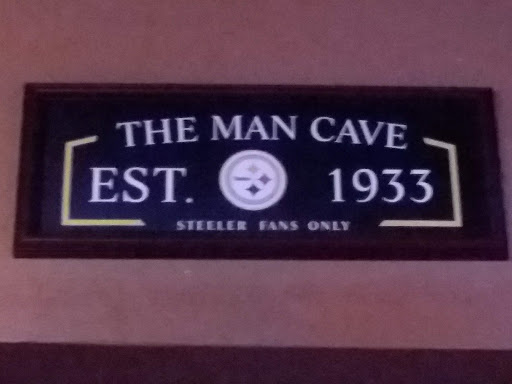 THE MAN CAVE
EST. 1933
STEELER FANS ONLY